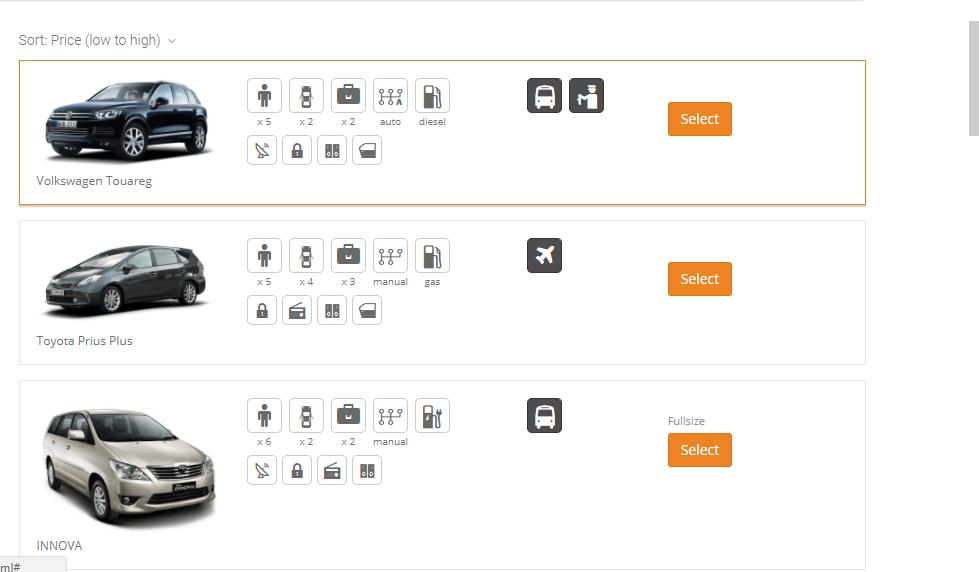 Sort: Price (low to high)
x 5 x 2 x 2 auto diesel
Select
Volkswagen Touareg
x 5 x 4 x 3 manual gas
Select
Toyota Prius Plus
x 6 x 2 x 2 manual
Fullsize
Select
INNOVA
ml#